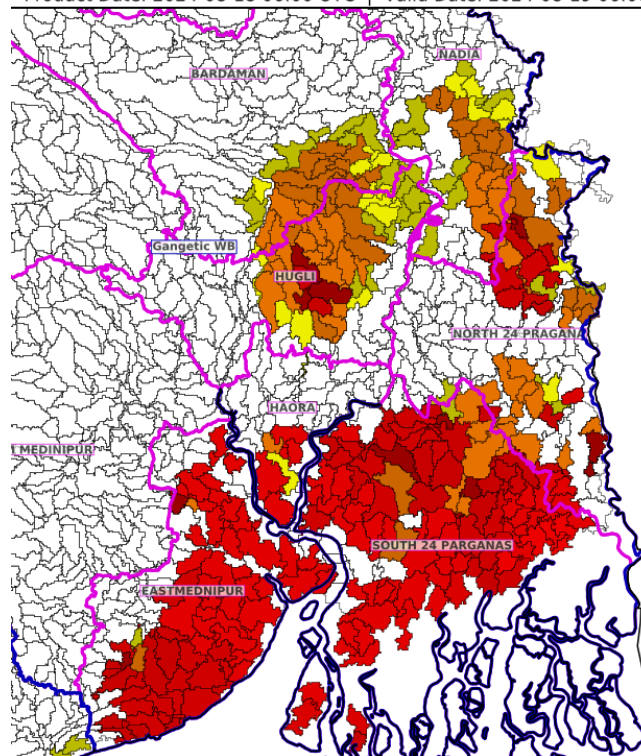 NADIA
BARDAMAN
Gangetic WB
HUGLI
NORTH 24 PRAGANA
HAORA
MEDINIPUR
SOUTH 24 PARGANAS
EASTMEDNIPUR